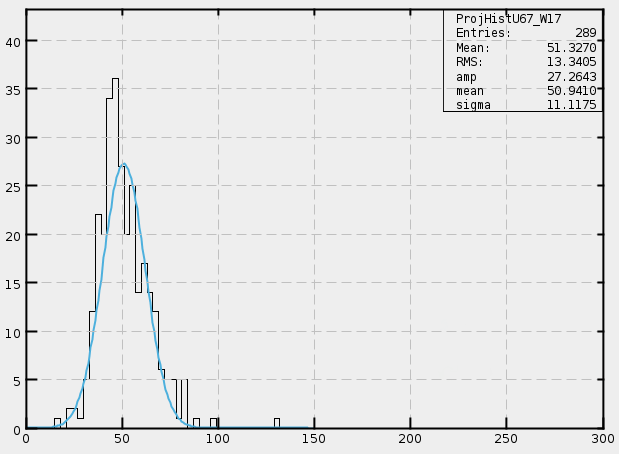 ProjHistU67_W17
Entries: 289
Mean: 51.3270
RMS: 13.3405
amp 27.2643
mean 50.9410
sigma 11.1175
40
35
30
25
20
15
10
5
0
0 50 100 150 200 250 300